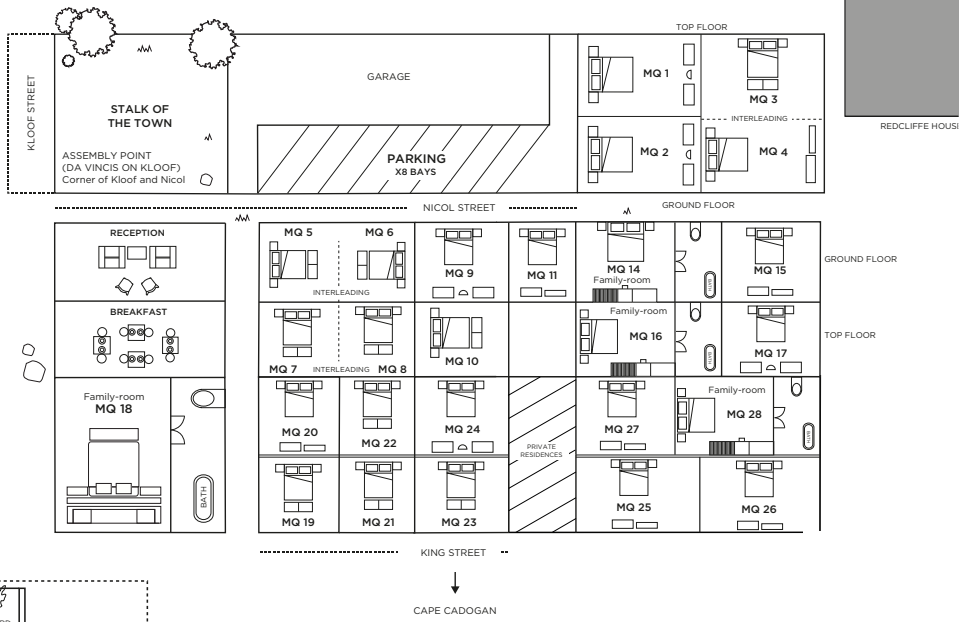 TOP FLOOR
KLOOF STREET
STALK OF
THE TOWN
ASSEMBLY POINT
(DA VINCIS ON KLOOF)
Corner of Kloof and Nicol
GARAGE
PARKING
X8 BAYS
MQ 1
MQ 3
INTERLEADING
MQ 2
MQ 4
REDCLIFFE HOUS
NICOL STREET
GROUND FLOOR
RECEPTION
MQ 5
MQ 6
INTERLEADING
MQ 9
MQ 11
MQ 14
Family-room
BATH
MQ 15
GROUND FLOOR
BREAKFAST
MQ 7
INTERLEADING
MQ 8
MQ 10
Family-room
MQ 16
BATH
MQ 17
TOP FLOOR
Family-room
MQ 18
BATH
MQ 20
MQ 22
MQ 24
PRIVATE
RESIDENCES
MQ 27
Family-room
MQ 28
BATH
MQ 19
MQ 21
MQ 23
MQ 25
MQ 26
KING STREET
CAPE CADOGAN